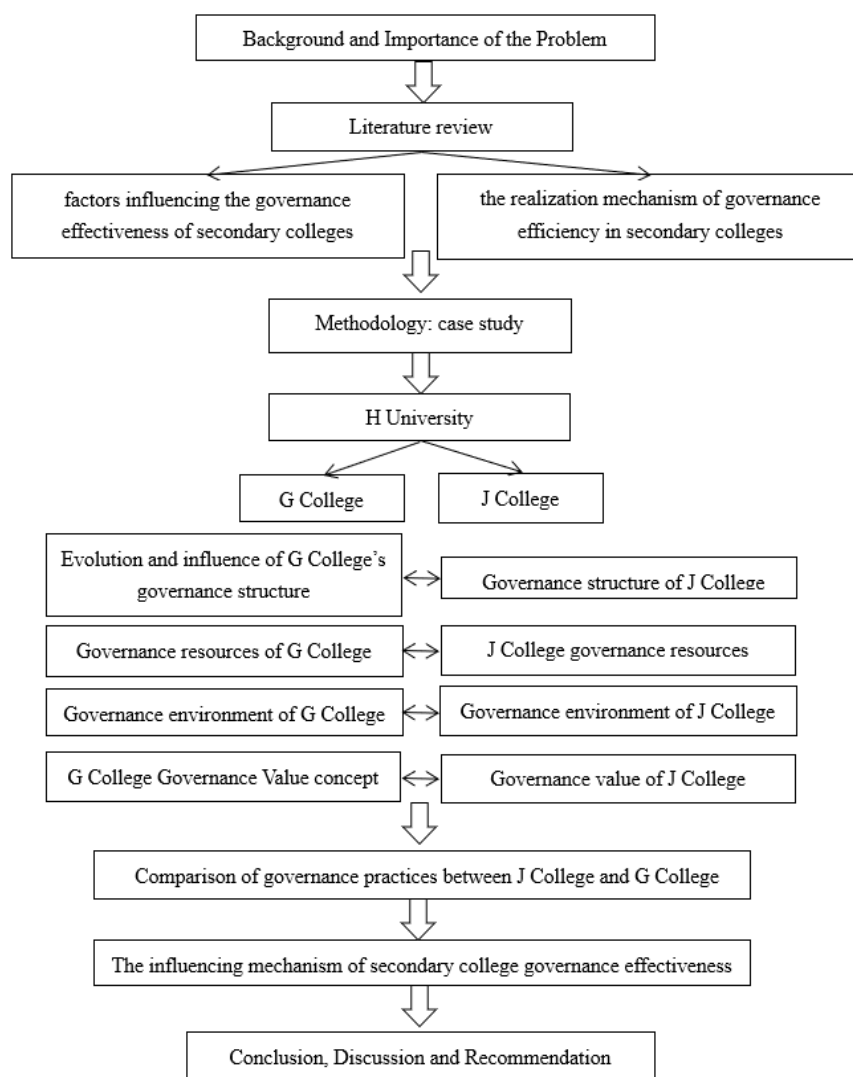 Background and Importance of the Problem
Literature review
factors influencing the governance
effectiveness of secondary colleges
the realization mechanism of governance
efficiency in secondary colleges
Methodology: case study
H University
G College
J College
Evolution and influence of G College’s
governance structure
Governance structure of J College
Governance resources of G College
J College governance resources
Governance environment of G College
Governance environment of J College
G College Governance Value concept
Governance value of J College
Comparison of governance practices between J College and G College
The influencing mechanism of secondary college governance effectiveness
Conclusion, Discussion and Recommendation